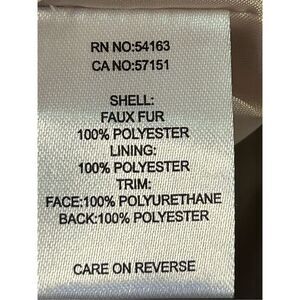 RN NO:54163
CA NO:57151
SHELL:
FAUX FUR
100% POLYESTER
LINING:
100% POLYESTER
TRIM:
FACE:100% POLYURETHANE
BACK:100% POLYESTER
CARE ON REVERSE